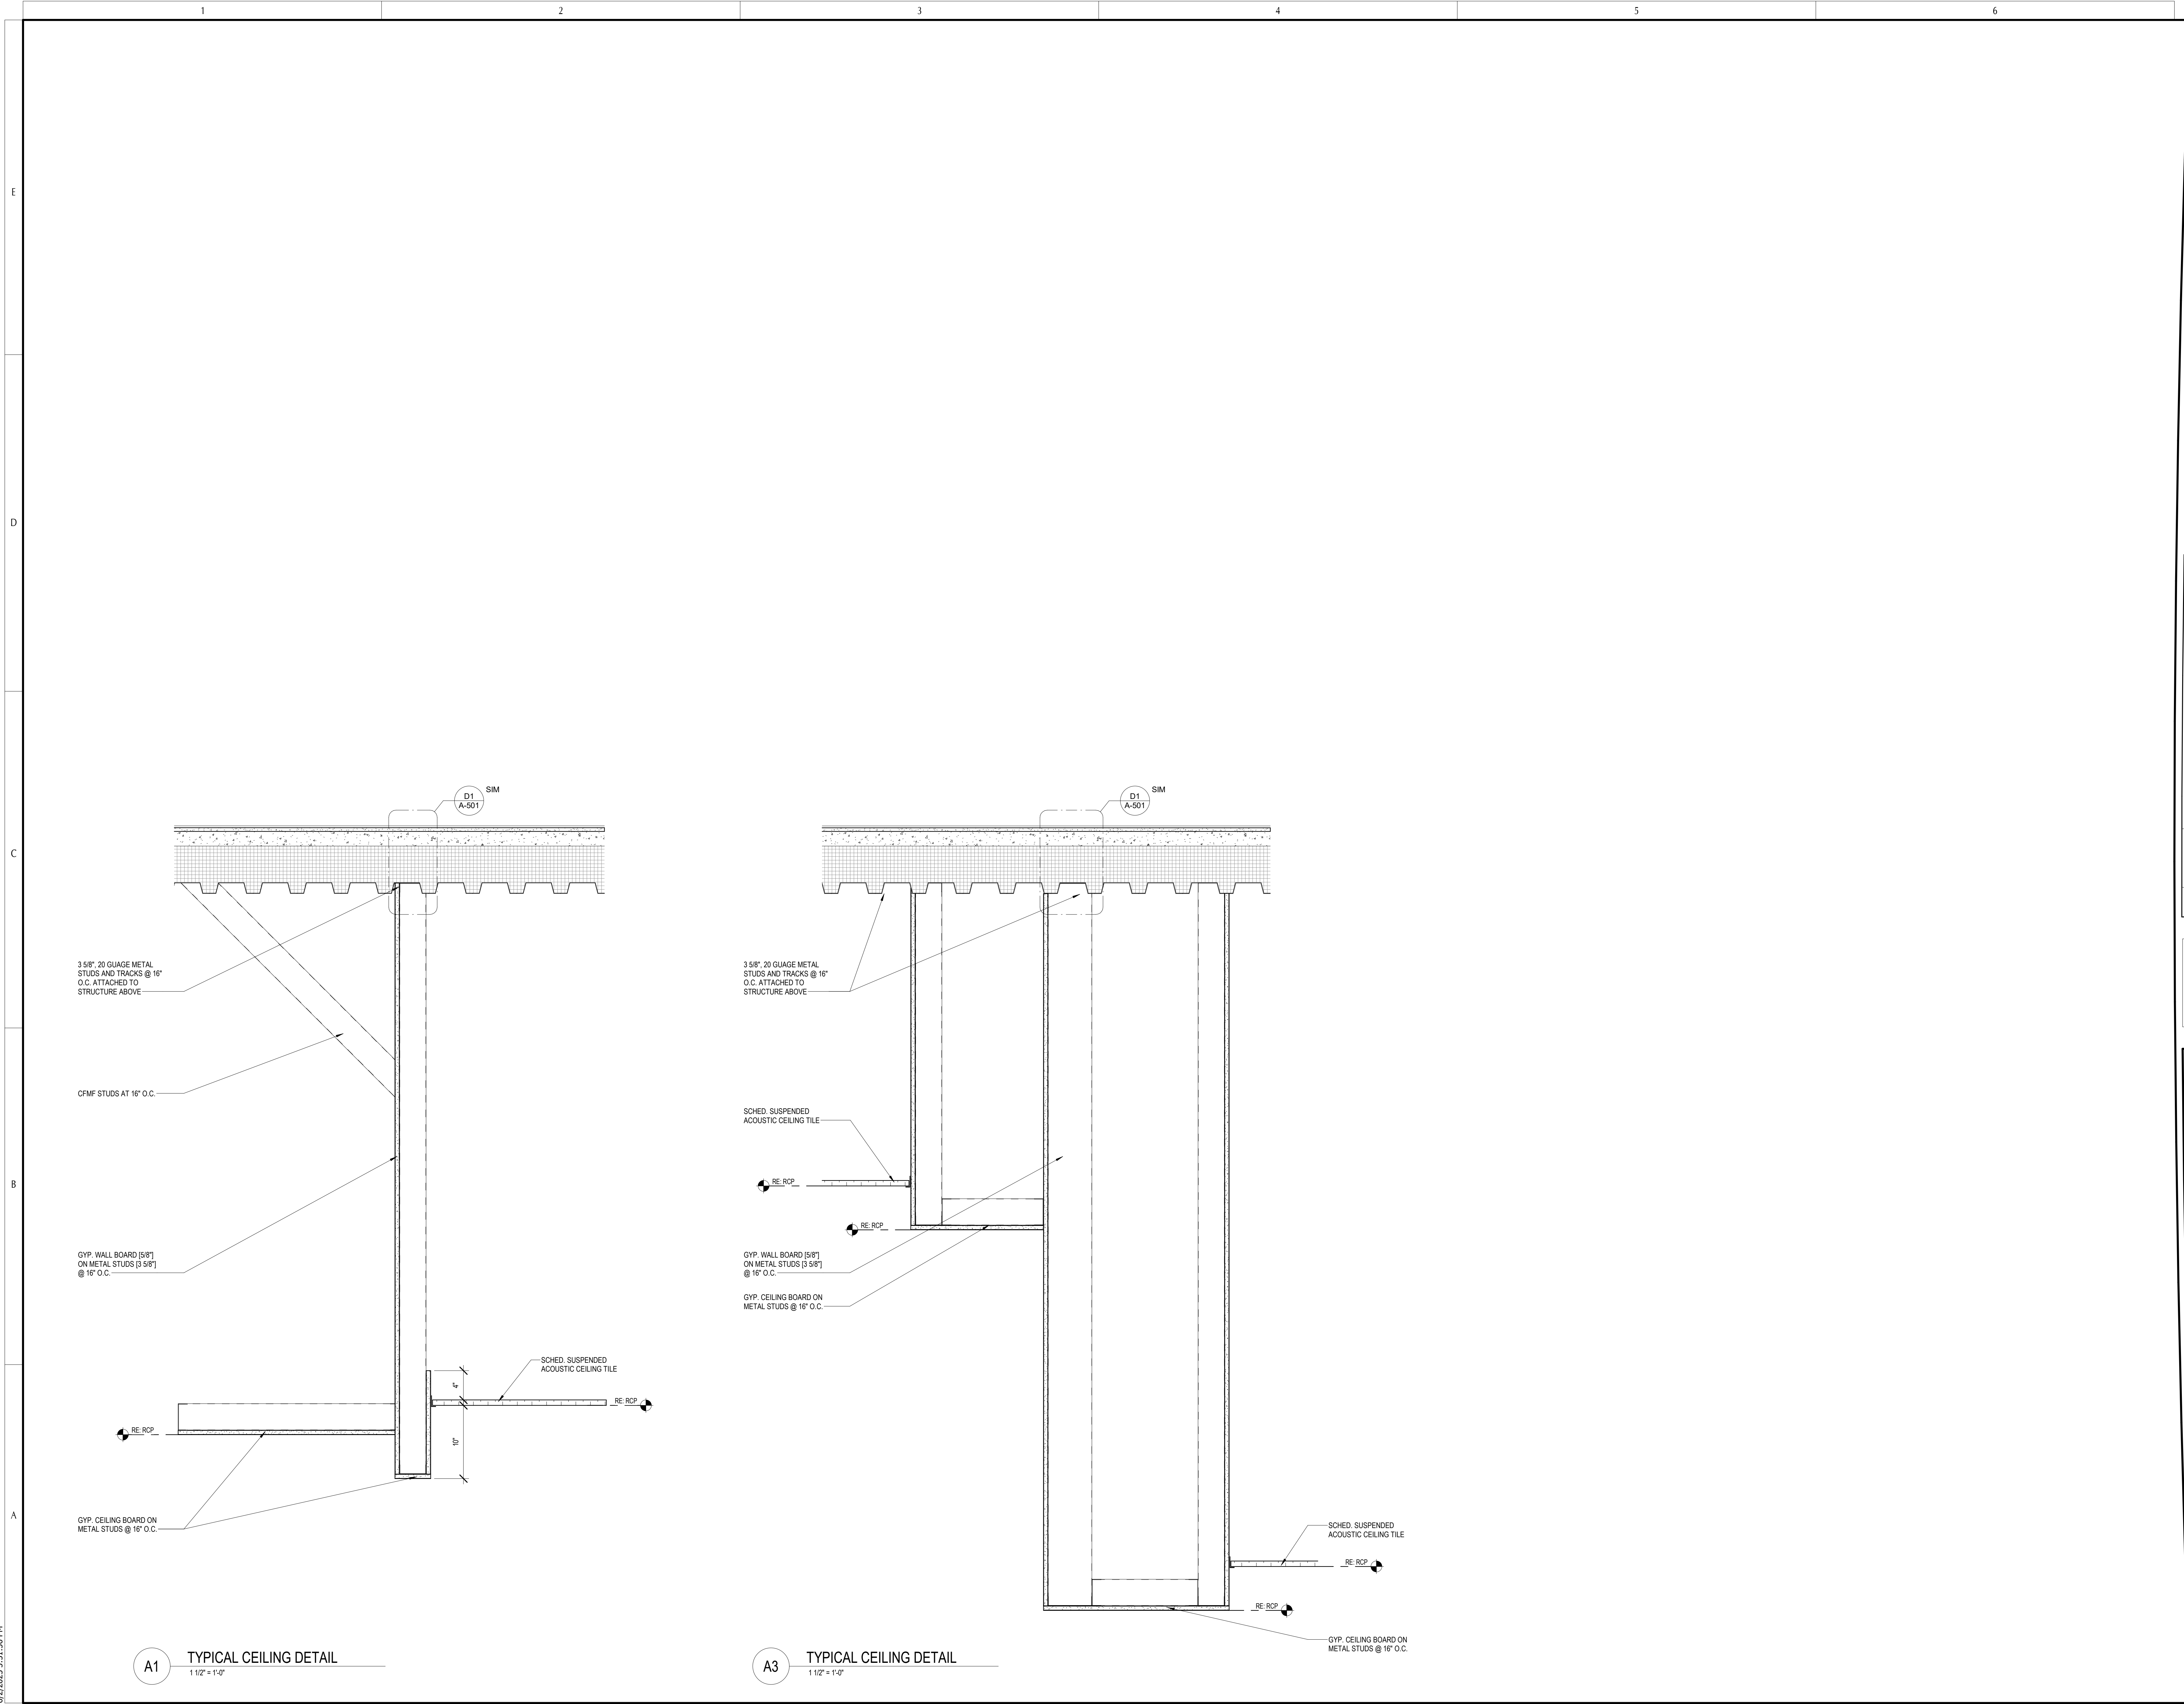 1
2
3
4
5
6
E
D
C
B
A
D1
A-501
SIM
3 5/8", 20 GUAGE METAL
STUDS AND TRACKS @ 16"
O.C. ATTACHED TO
STRUCTURE ABOVE
CFMF STUDS AT 16" O.C.
GYP. WALL BOARD [5/8"]
ON METAL STUDS [3 5/8"]
@ 16" O.C.
SCHED. SUSPENDED
ACOUSTIC CEILING TILE
4"
RE: RCP
10"
RE: RCP
GYP. CEILING BOARD ON
METAL STUDS @ 16" O.C.
A1
TYPICAL CEILING DETAIL
1 1/2" = 1'-0"
D1
A-501
SIM
3 5/8", 20 GUAGE METAL
STUDS AND TRACKS @ 16"
O.C. ATTACHED TO
STRUCTURE ABOVE
SCHED. SUSPENDED
ACOUSTIC CEILING TILE
RE: RCP
RE: RCP
GYP. WALL BOARD [5/8"]
ON METAL STUDS [3 5/8"]
@ 16" O.C.
GYP. CEILING BOARD ON
METAL STUDS @ 16" O.C.
SCHED. SUSPENDED
ACOUSTIC CEILING TILE
RE: RCP
RE: RCP
GYP. CEILING BOARD ON
METAL STUDS @ 16" O.C.
A3
TYPICAL CEILING DETAIL
1 1/2" = 1'-0"